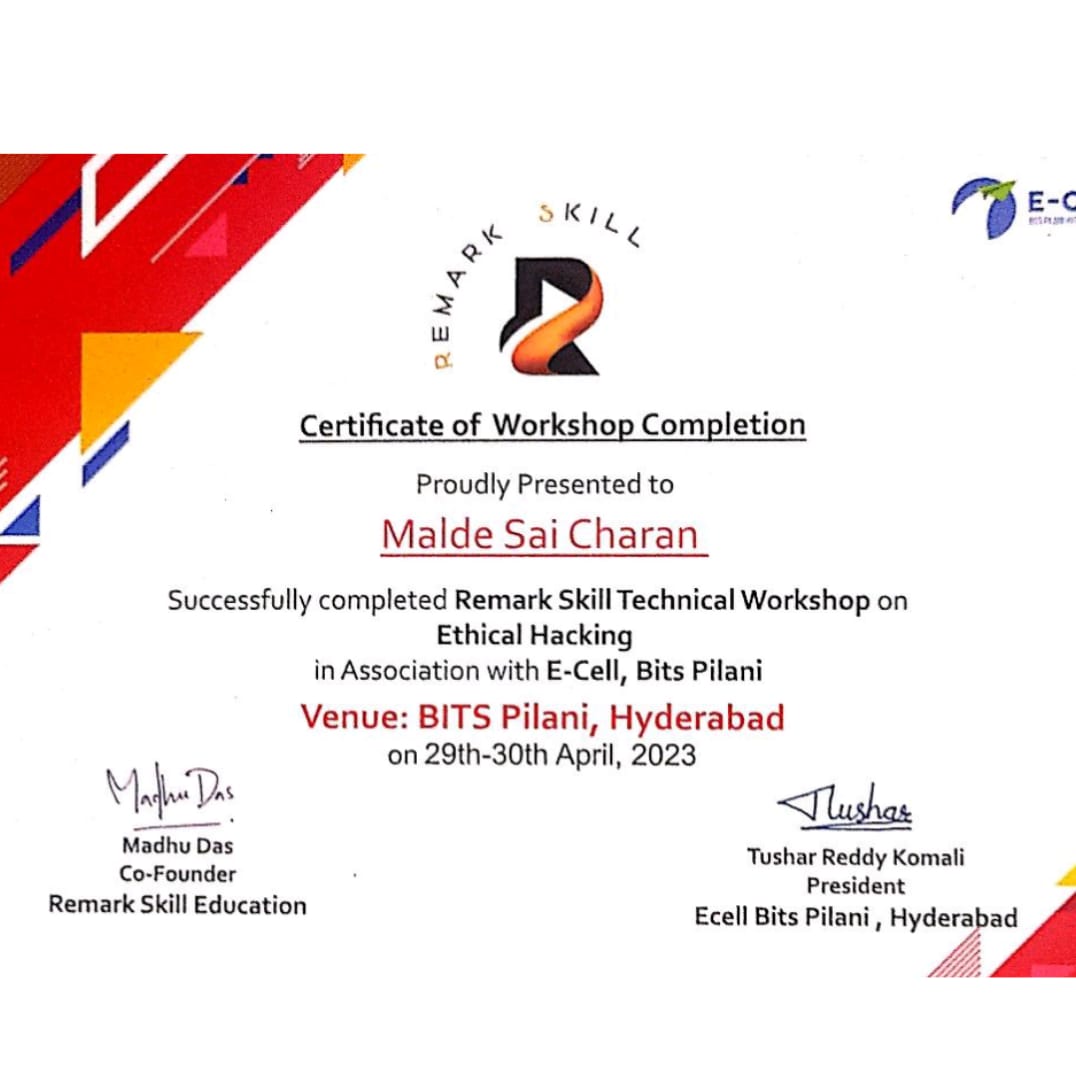 REMARK SKILL
E-C
Certificate of Workshop Completion
Proudly Presented to
Malde Sai Charan
Successfully completed Remark Skill Technical Workshop on
Ethical Hacking
in Association with E-Cell, Bits Pilani
Venue: BITS Pilani, Hyderabad
on 29th-30th April, 2023
Madhu Das
Tushar
Madhu Das
Co-Founder
Remark Skill Education
Tushar Reddy Komali
President
Ecell Bits Pilani , Hyderabad